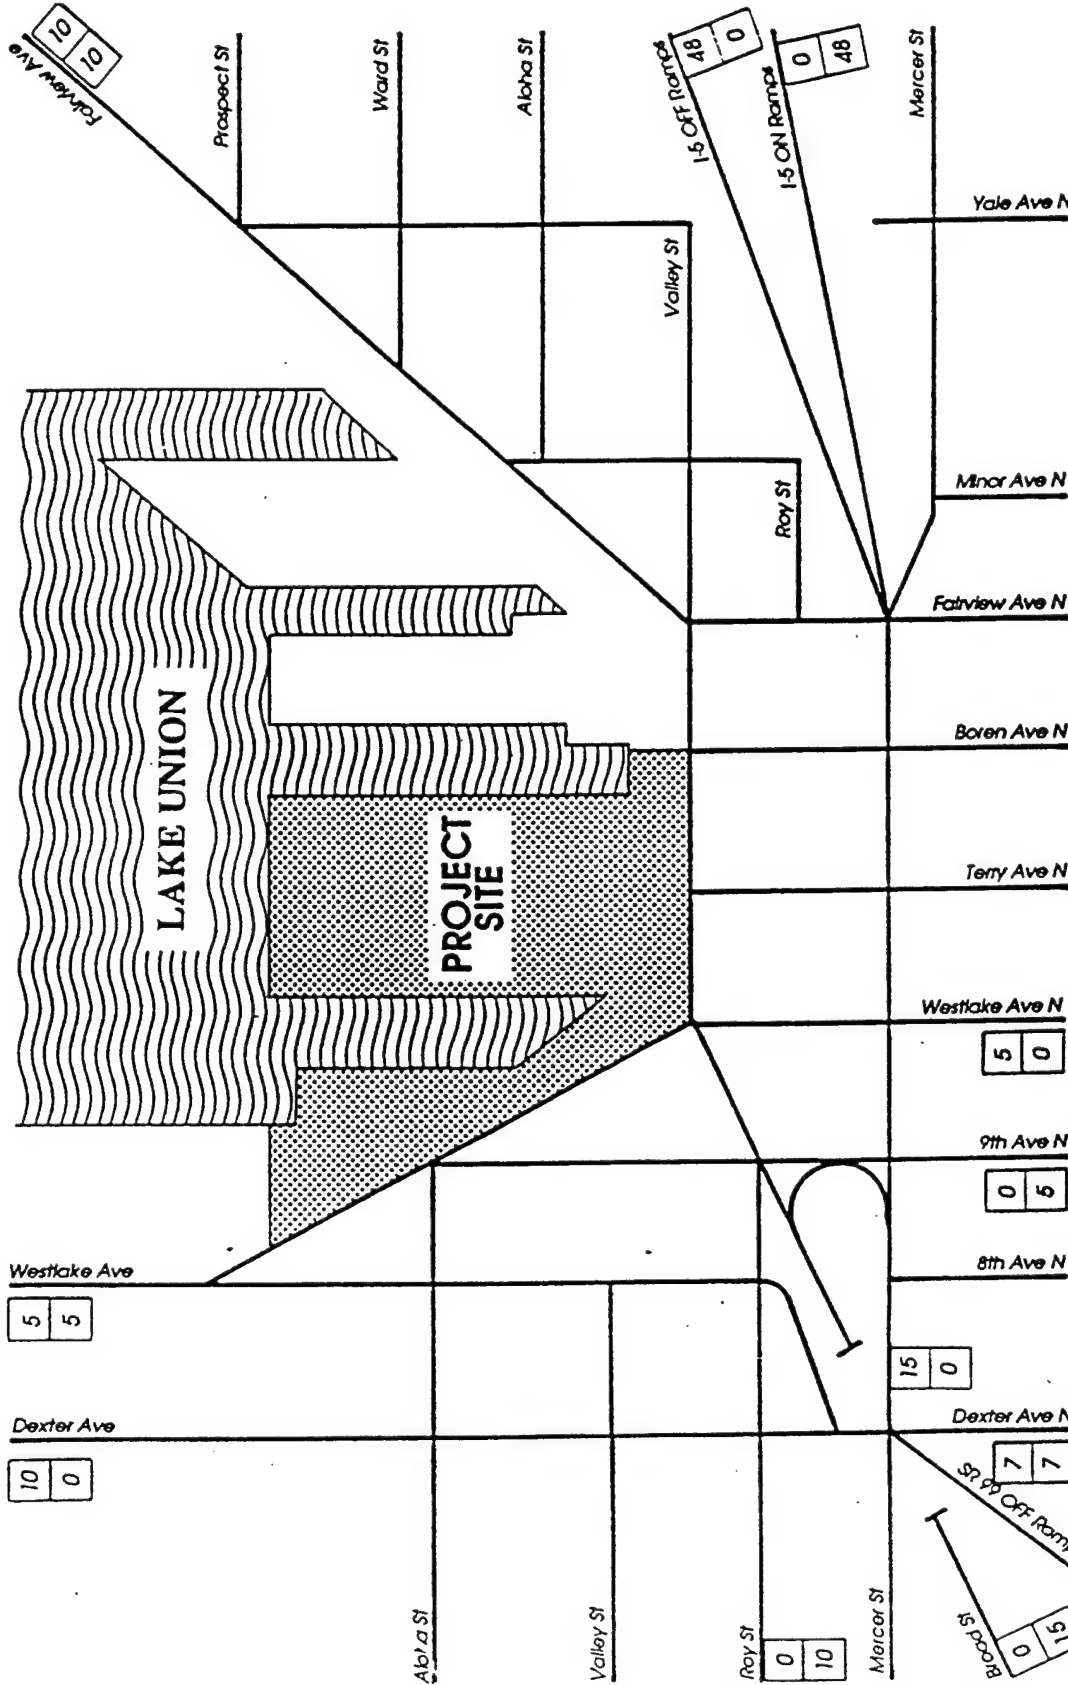 10
10
Fairview Ave
Prospect St
Ward St
Aloha St
I-5 OFF Ramps
48
0
I-5 ON Ramps
0
48
Mercer St
Yale Ave N
Valley St
Roy St
Minor Ave N
Fairview Ave N
LAKE UNION
PROJECT
SITE
Boren Ave N
Terry Ave N
Westlake Ave N
5
0
9th Ave N
0
5
8th Ave N
Westlake Ave
5
5
15
0
Dexter Ave
10
0
Dexter Ave N
7
7
SR 99 OFF Ramp
Valley St
Roy St
0
10
Mercer St
Broad St
0
15